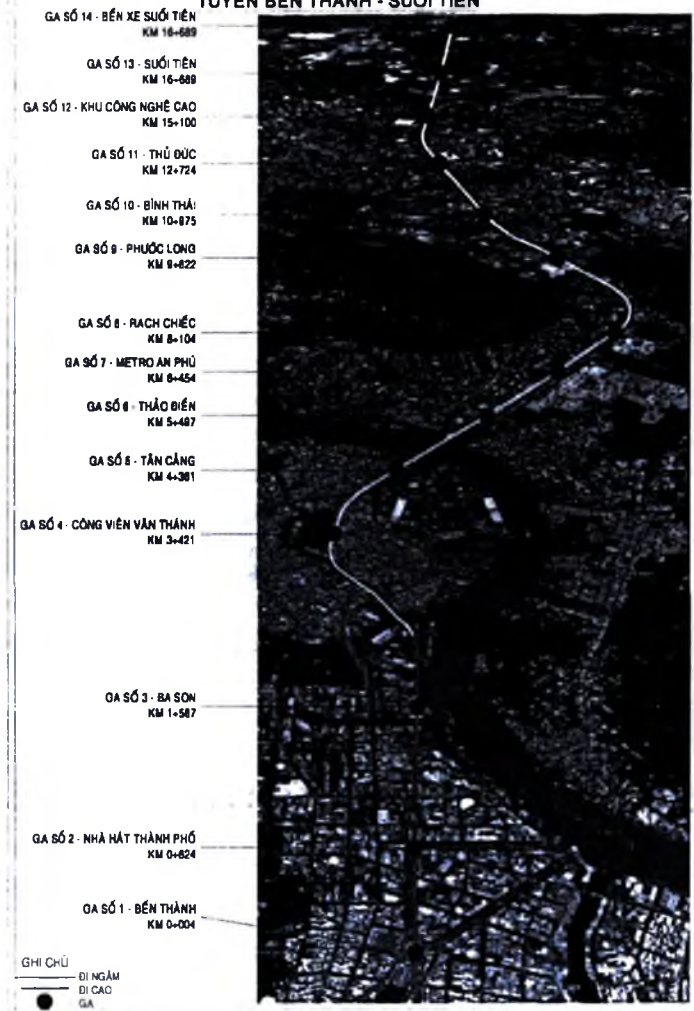 TUYẾN BẾN THÀNH - SUỐI TIÊN
GA SỐ 14 - BẾN XE SUỐI TIÊN
KM 16+689
GA SỐ 13 - SUỐI TIÊN
KM 16+689
GA SỐ 12 - KHU CÔNG NGHỆ CAO
KM 15+100
GA SỐ 11 - THỦ ĐỨC
KM 12+724
GA SỐ 10 - BÌNH THÁI
KM 10+875
GA SỐ 9 - PHƯỚC LONG
KM 9+622
GA SỐ 8 - RẠCH CHIẾC
KM 8+104
GA SỐ 7 - METRO AN PHÚ
KM 6+454
GA SỐ 6 - THẢO ĐIỀN
KM 5+497
GA SỐ 5 - TÂN CẢNG
KM 4+361
GA SỐ 4 - CÔNG VIÊN VĂN THÁNH
KM 3+421
GA SỐ 3 - BA SON
KM 1+587
GA SỐ 2 - NHÀ HÁT THÀNH PHỐ
KM 0+624
GA SỐ 1 - BẾN THÀNH
KM 0+004
GHI CHÚ
ĐI NGẦM
ĐI CAO
GA